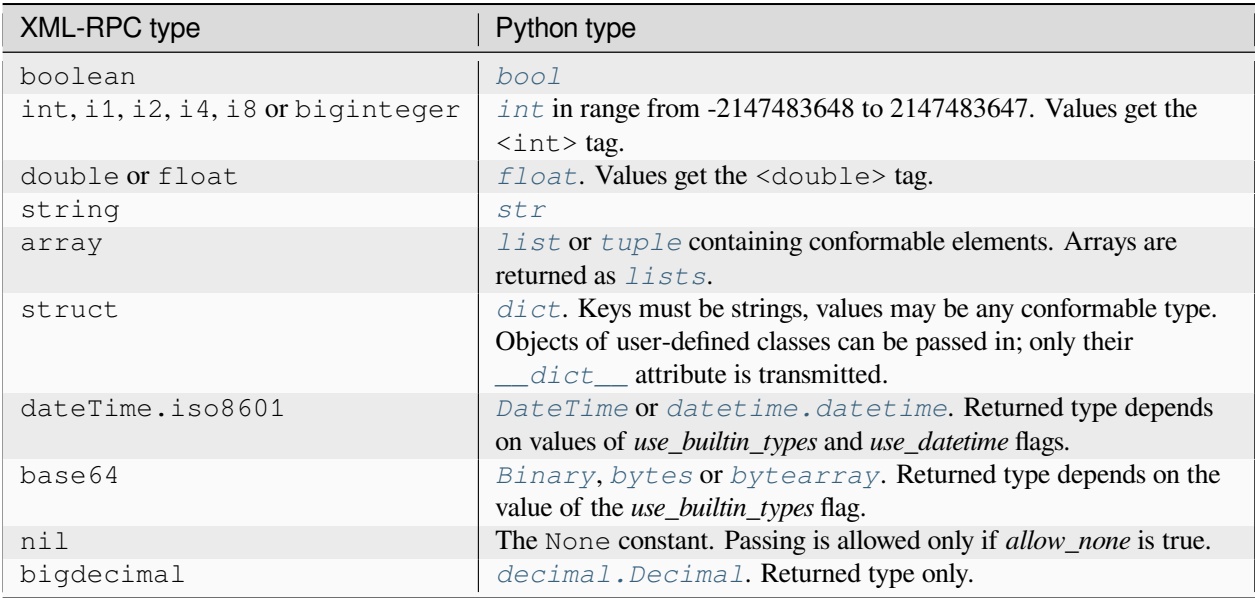 XML-RPC type Python type
boolean bool
int, i1, i2, i4, i8 or biginteger int in range from -2147483648 to 2147483647. Values get the
<int> tag.
double or float float. Values get the <double> tag.
string str
array list or tuple containing conformable elements. Arrays are
returned as lists.
struct dict. Keys must be strings, values may be any conformable type.
Objects of user-defined classes can be passed in; only their
__dict__ attribute is transmitted.
dateTime.iso8601 DateTime or datetime.datetime. Returned type depends
on values of use_builtin_types and use_datetime flags.
base64 Binary, bytes or bytearray. Returned type depends on the
value of the use_builtin_types flag.
nil The None constant. Passing is allowed only if allow_none is true.
bigdecimal decimal.Decimal. Returned type only.